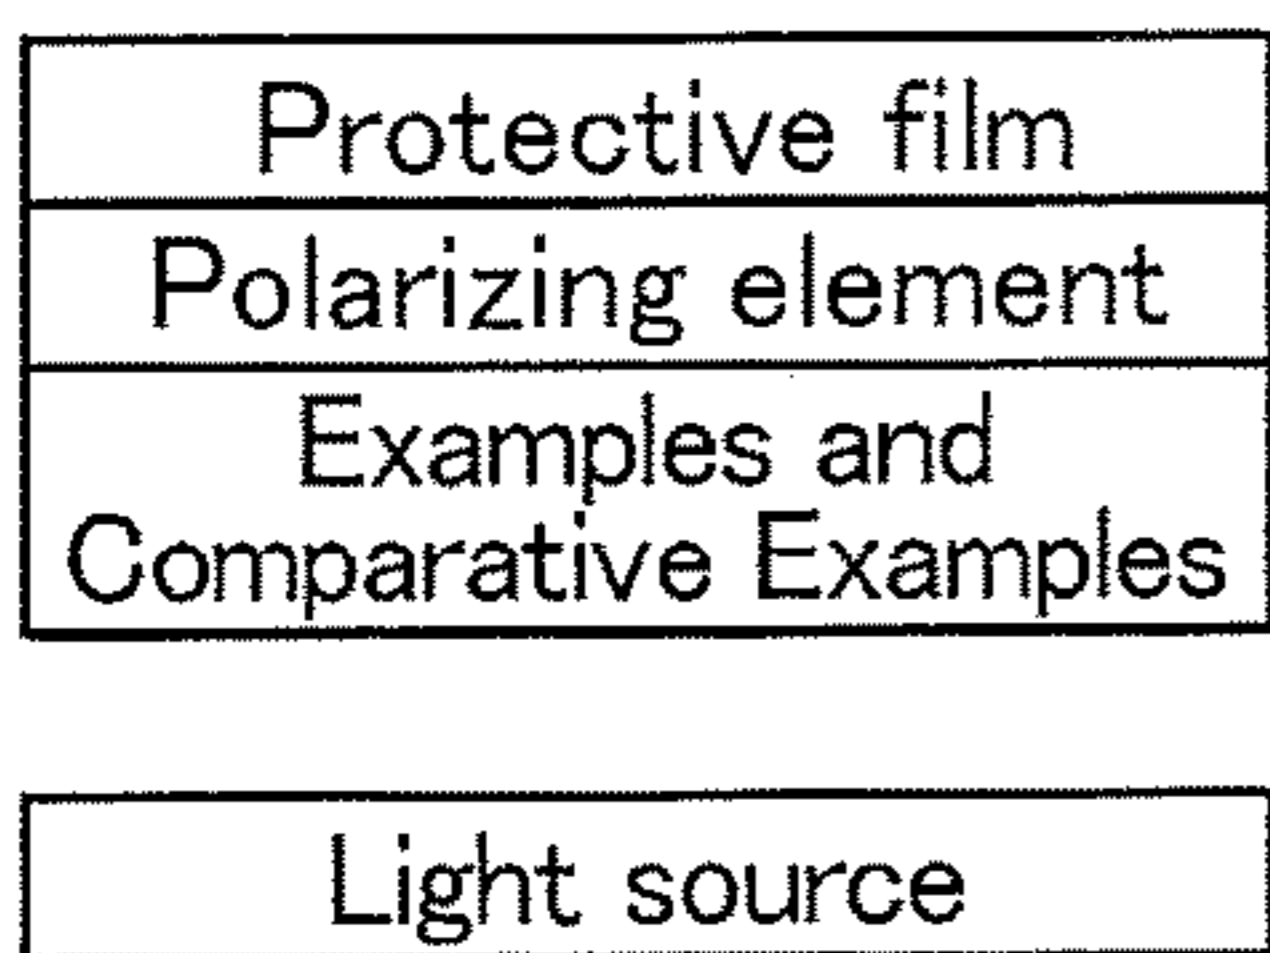 Protective film
Polarizing element
Examples and
Comparative Examples
Light source